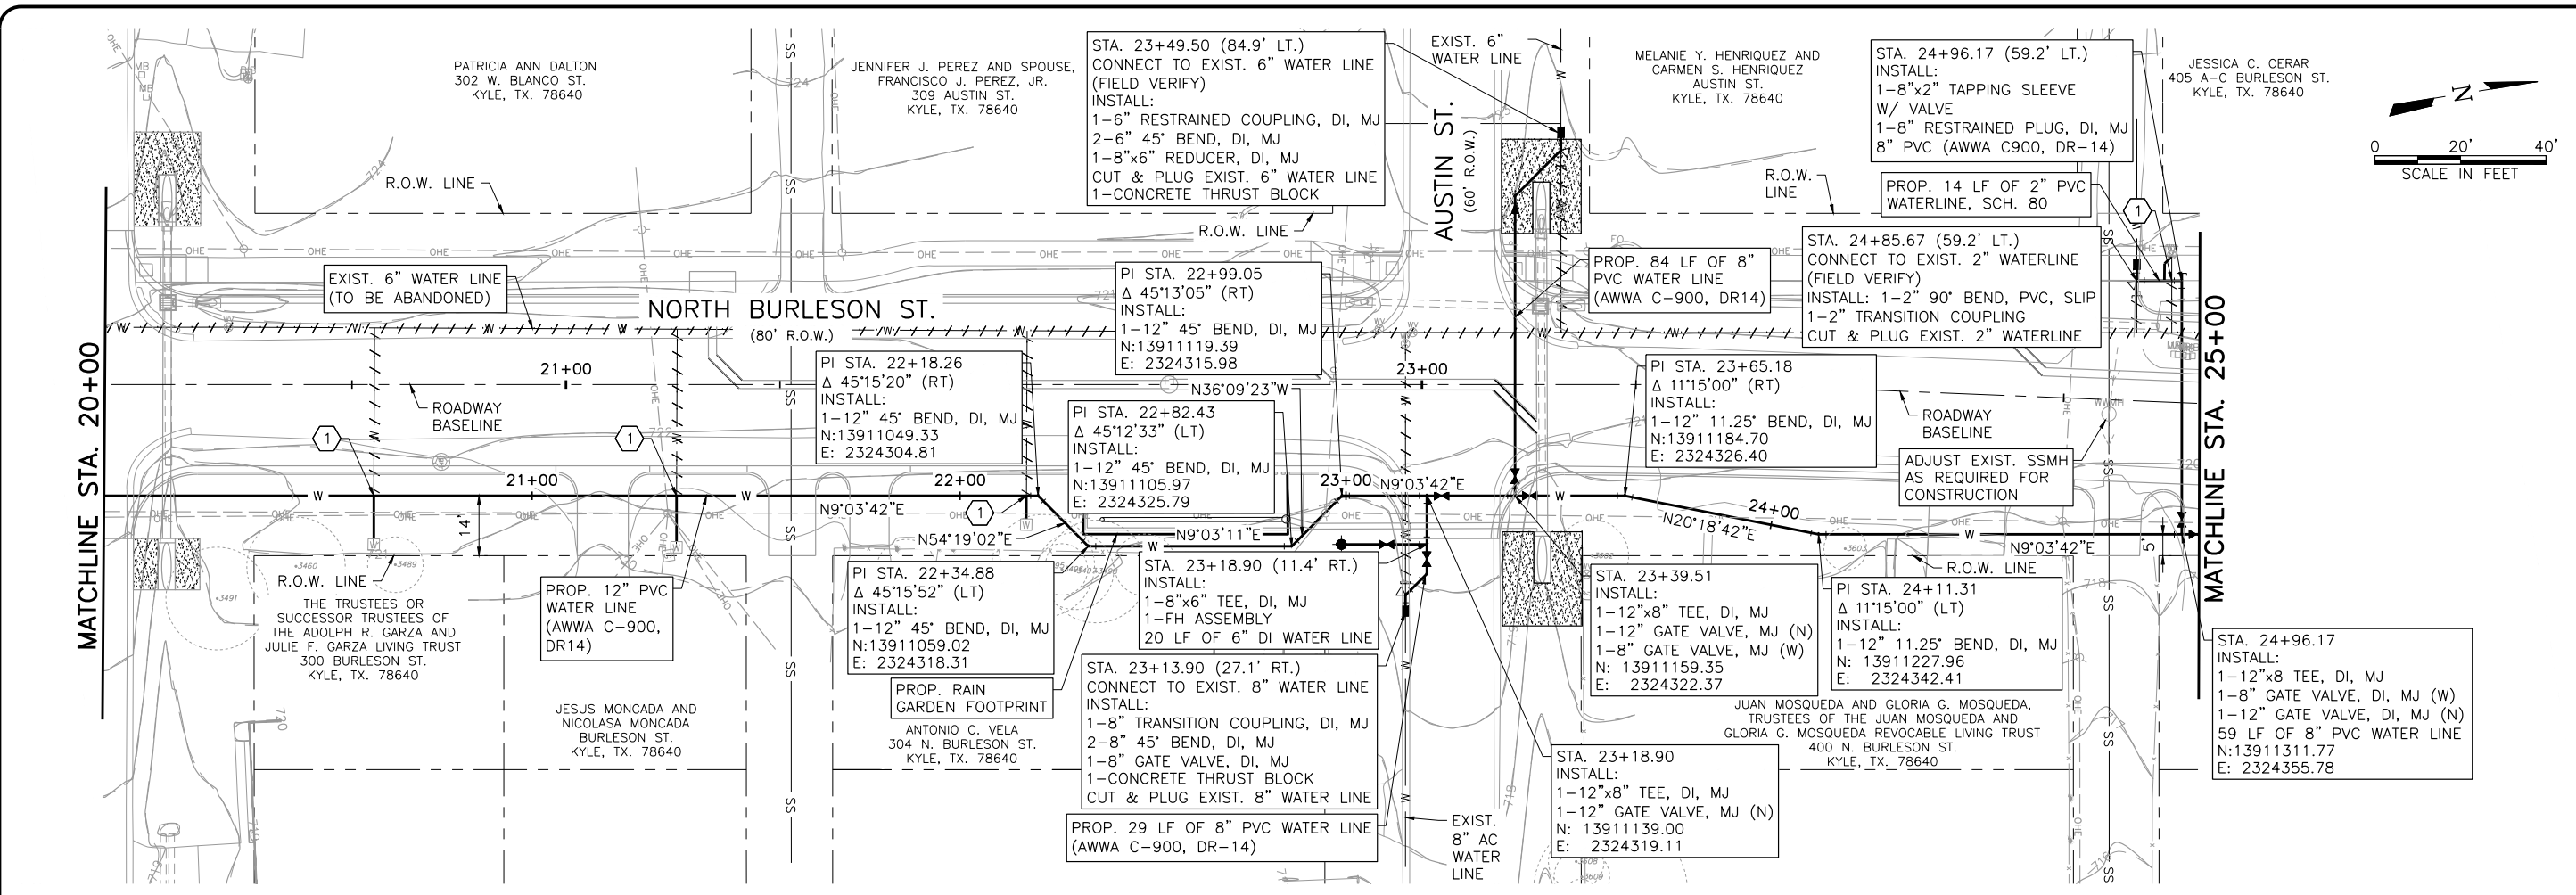 PATRICIA ANN DALTON
302 W. BLANCO ST.
KYLE, TX. 78640
JENNIFER J. PEREZ AND SPOUSE,
FRANCISCO J. PEREZ, JR.
309 AUSTIN ST.
KYLE, TX. 78640
STA. 23+49.50 (84.9' LT.)
CONNECT TO EXIST. 6" WATER LINE
(FIELD VERIFY)
INSTALL:
1-6" RESTRAINED COUPLING, DI, MJ
2-6" 45° BEND, DI, MJ
1-8"x6" REDUCER, DI, MJ
CUT & PLUG EXIST. 6" WATER LINE
1-CONCRETE THRUST BLOCK
EXIST. 6"
WATER LINE
AUSTIN ST.
(60' R.O.W.)
MELANIE Y. HENRIQUEZ AND
CARMEN S. HENRIQUEZ
AUSTIN ST.
KYLE, TX. 78640
STA. 24+96.17 (59.2' LT.)
INSTALL:
1-8"x2" TAPPING SLEEVE
W/ VALVE
1-8" RESTRAINED PLUG, DI, MJ
8" PVC (AWWA C900, DR-14)
JESSICA C. CERAR
405 A-C BURLESON ST.
KYLE, TX. 78640
N
0 20' 40'
SCALE IN FEET
R.O.W. LINE
R.O.W. LINE
R.O.W.
LINE
PROP. 14 LF OF 2" PVC
WATERLINE, SCH. 80
1
EXIST. 6" WATER LINE
(TO BE ABANDONED)
NORTH BURLESON ST.
(80' R.O.W.)
PI STA. 22+99.05
Δ 45°13'05" (RT)
INSTALL:
1-12" 45° BEND, DI, MJ
N:13911119.39
E: 2324315.98
PROP. 84 LF OF 8"
PVC WATER LINE
(AWWA C-900, DR14)
STA. 24+85.67 (59.2' LT.)
CONNECT TO EXIST. 2" WATERLINE
(FIELD VERIFY)
INSTALL: 1-2" 90° BEND, PVC, SLIP
1-2" TRANSITION COUPLING
CUT & PLUG EXIST. 2" WATERLINE
MATCHLINE STA. 20+00
MATCHLINE STA. 25+00
21+00
23+00
ROADWAY
BASELINE
PI STA. 22+18.26
Δ 45°15'20" (RT)
INSTALL:
1-12" 45° BEND, DI, MJ
N:13911049.33
E: 2324304.81
N36°09'23"W
PI STA. 22+82.43
Δ 45°12'33" (LT)
INSTALL:
1-12" 45° BEND, DI, MJ
N:13911105.97
E: 2324325.79
PI STA. 23+65.18
Δ 11°15'00" (RT)
INSTALL:
1-12" 11.25° BEND, DI, MJ
N:13911184.70
E: 2324326.40
ROADWAY
BASELINE
ADJUST EXIST. SSMH
AS REQUIRED FOR
CONSTRUCTION
1
1
21+00
22+00
23+00
24+00
N9°03'42"E
N9°03'42"E
N20°18'42"E
N9°03'42"E
1
14'
N54°19'02"E
N9°03'11"E
5'
R.O.W. LINE
R.O.W. LINE
THE TRUSTEES OR
SUCCESSOR TRUSTEES OF
THE ADOLPH R. GARZA AND
JULIE F. GARZA LIVING TRUST
300 BURLESON ST.
KYLE, TX. 78640
PROP. 12" PVC
WATER LINE
(AWWA C-900,
DR14)
PI STA. 22+34.88
Δ 45°15'52" (LT)
INSTALL:
1-12" 45° BEND, DI, MJ
N:13911059.02
E: 2324318.31
STA. 23+18.90 (11.4' RT.)
INSTALL:
1-8"x6" TEE, DI, MJ
1-FH ASSEMBLY
20 LF OF 6" DI WATER LINE
STA. 23+39.51
INSTALL:
1-12"x8" TEE, DI, MJ
1-12" GATE VALVE, MJ (N)
1-8" GATE VALVE, MJ (W)
N: 13911159.35
E: 2324322.37
PI STA. 24+11.31
Δ 11°15'00" (LT)
INSTALL:
1-12" 11.25° BEND, DI, MJ
N: 13911227.96
E: 2324342.41
STA. 24+96.17
INSTALL:
1-12"x8 TEE, DI, MJ
1-8" GATE VALVE, DI, MJ (W)
1-12" GATE VALVE, DI, MJ (N)
59 LF OF 8" PVC WATER LINE
N:13911311.77
E: 2324355.78
PROP. RAIN
GARDEN FOOTPRINT
STA. 23+13.90 (27.1' RT.)
CONNECT TO EXIST. 8" WATER LINE
INSTALL:
1-8" TRANSITION COUPLING, DI, MJ
2-8" 45° BEND, DI, MJ
1-8" GATE VALVE, DI, MJ
1-CONCRETE THRUST BLOCK
CUT & PLUG EXIST. 8" WATER LINE
JESUS MONCADA AND
NICOLASA MONCADA
BURLESON ST.
KYLE, TX. 78640
ANTONIO C. VELA
304 N. BURLESON ST.
KYLE, TX. 78640
JUAN MOSQUEDA AND GLORIA G. MOSQUEDA,
TRUSTEES OF THE JUAN MOSQUEDA AND
GLORIA G. MOSQUEDA REVOCABLE LIVING TRUST
400 N. BURLESON ST.
KYLE, TX. 78640
STA. 23+18.90
INSTALL:
1-12"x8" TEE, DI, MJ
1-12" GATE VALVE, MJ (N)
N: 13911139.00
E: 2324319.11
PROP. 29 LF OF 8" PVC WATER LINE
(AWWA C-900, DR-14)
EXIST.
8" AC
WATER
LINE